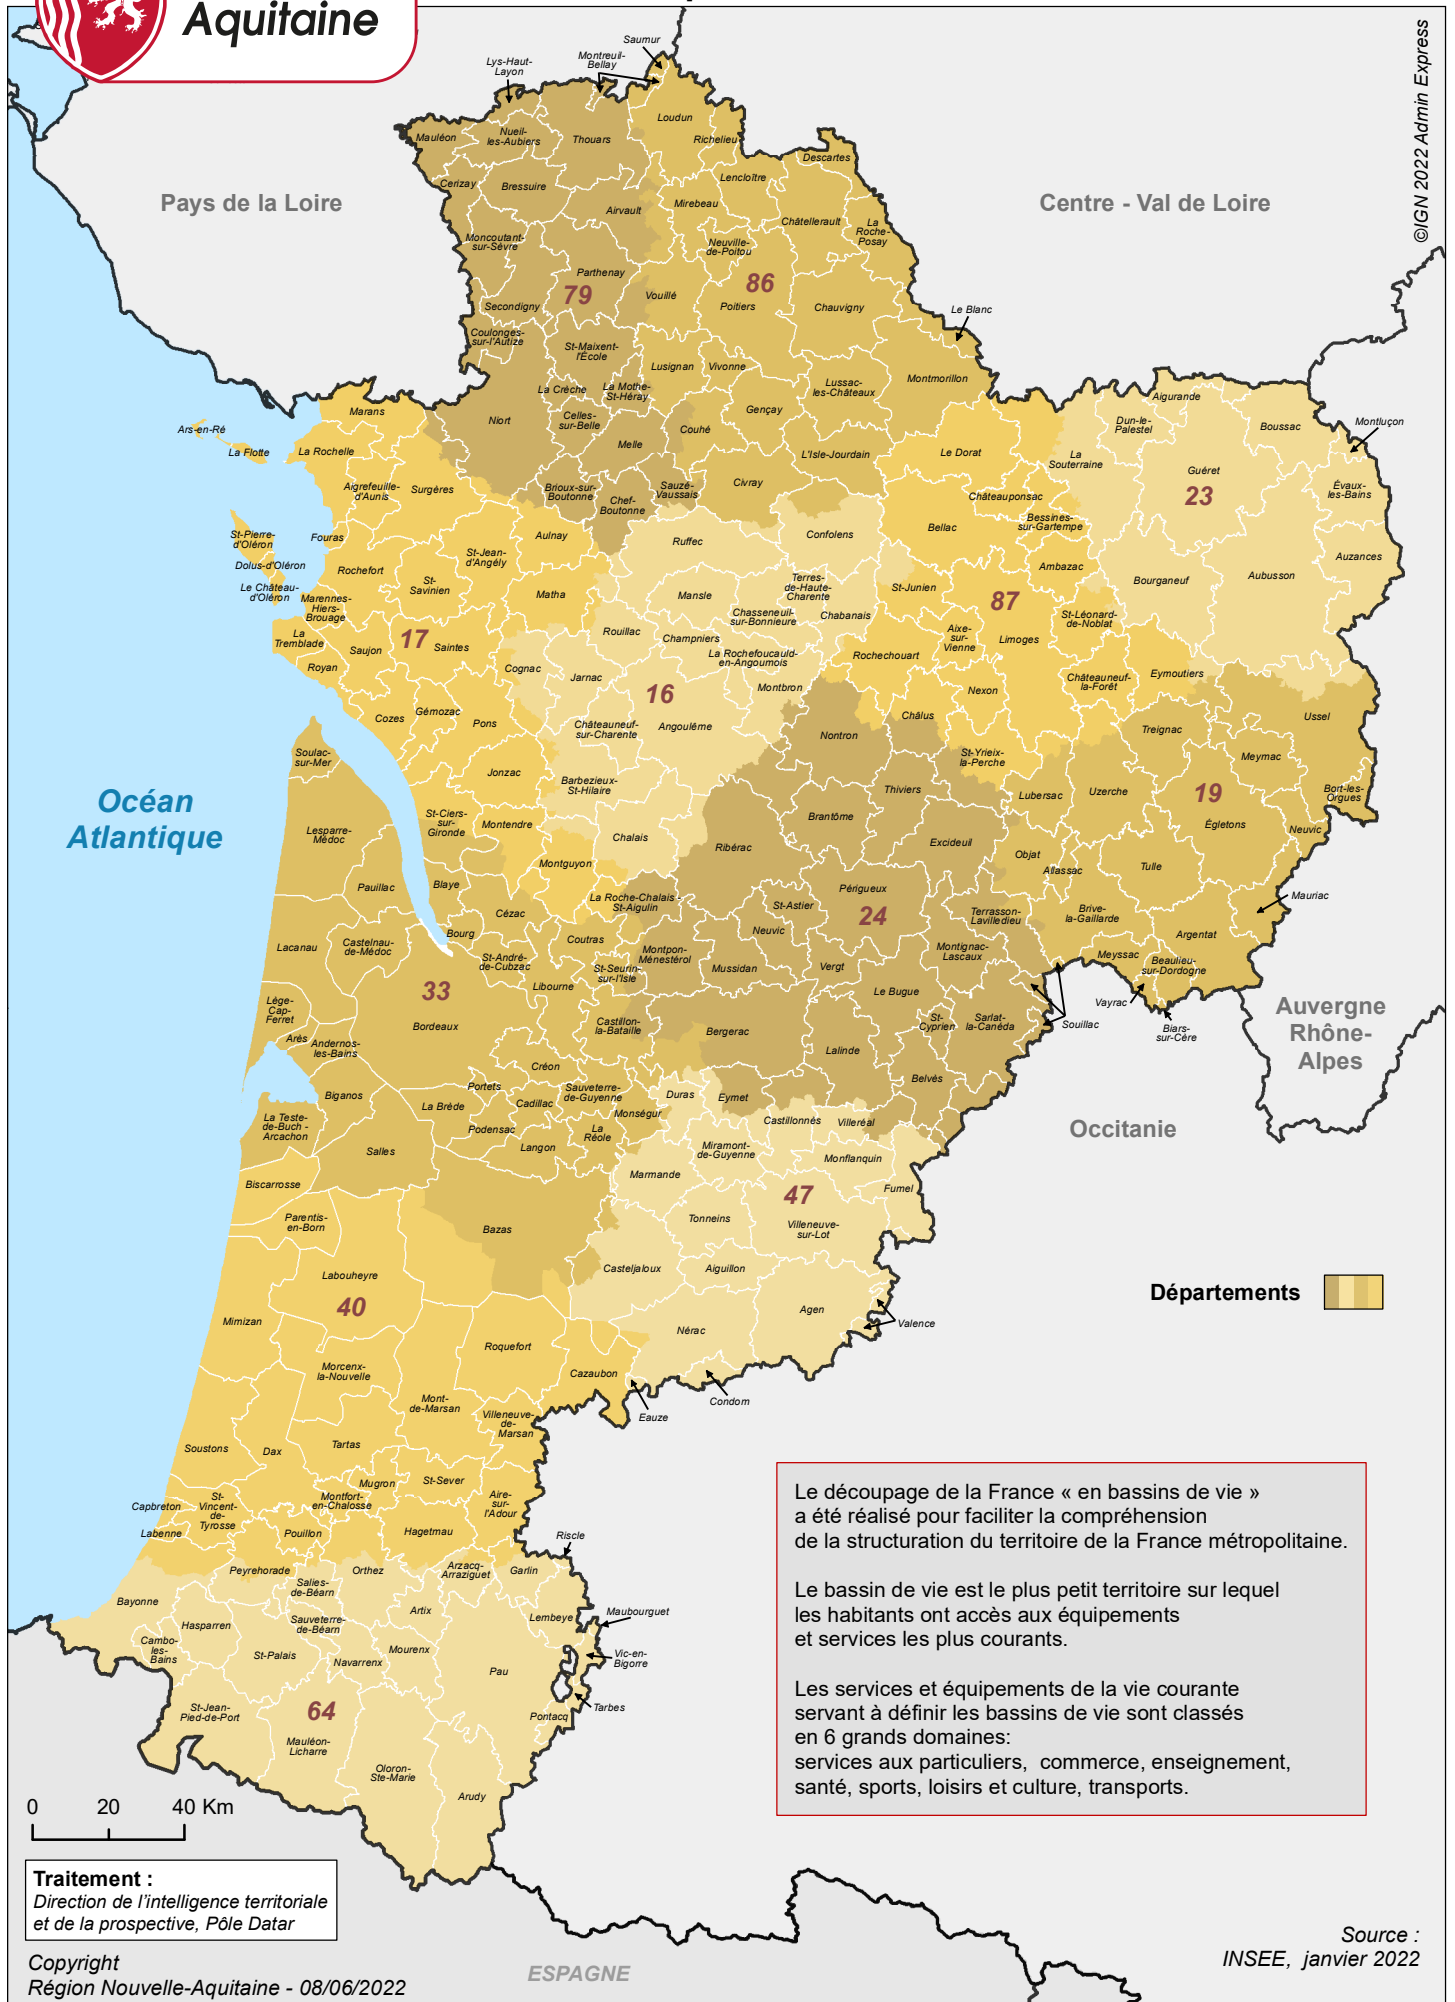 Aquitaine
©IGN 2022 Admin Express
Pays de la Loire
Centre - Val de Loire
Auvergne
Rhône-
Alpes
Occitanie
ESPAGNE
Océan
Atlantique
Saumur
Montreuil-
Bellay
Lys-Haut-
Layon
Mauléon
Nueil-
les-Aubiers
Thouars
Loudun
Richelieu
Descartes
Cerizay
Bressuire
Airvault
Lencloître
Mirebeau
Châtellerault
La
Roche-
Posay
Moncoutant-
sur-Sèvre
Neuville-
de-Poitou
Parthenay
79
86
Vouillé
Secondigny
Poitiers
Chauvigny
Le Blanc
Coulonges-
sur-l'Autize
St-Maixent-
l'École
Lusignan
Vivonne
Montmorillon
La Crèche
La Mothe-
St-Héray
Lussac-
les-Châteaux
Niort
Celles-
sur-Belle
Gençay
Couhé
Melle
L'Isle-Jourdain
Brioux-sur-
Boutonne
Chef-
Boutonne
Sauzé-
Vaussais
Civray
Marans
Ars-en-Ré
La Flotte
La Rochelle
Aigrefeuille-
d'Aunis
Surgères
St-Pierre-
d'Oléron
Dolus-d'Oléron
Le Château-
d'Oléron
Fouras
Rochefort
St-
Savinien
St-Jean-
d'Angély
Aulnay
Matha
Marennes-
Hiers-
Brouage
La
Tremblade
Saujon
17
Saintes
Royan
Cozes
Gémozac
Pons
Jonzac
St-Ciers-
sur-
Gironde
Montendre
Montguyon
Ruffec
Confolens
Mansle
Terres-
de-Haute-
Charente
Chasseneuil-
sur-Bonnieure
Chabanais
Rouillac
Champniers
La Rochefoucauld-
en-Angoumois
Cognac
Jarnac
16
Montbron
Châteauneuf-
sur-Charente
Angoulême
Barbezieux-
St-Hilaire
Chalais
Le Dorat
Châteauponsac
Bessines-
sur-Gartempe
Bellac
Ambazac
St-Junien
87
St-Léonard-
de-Noblat
Aixe-
sur-
Vienne
Limoges
Rochechouart
Nexon
Châteauneuf-
la-Forêt
Eymoutiers
Châlus
St-Yrieix-
la-Perche
Aigurande
Dun-le-
Palestel
Boussac
Montluçon
La
Souterraine
Guéret
23
Évaux-
les-Bains
Bourganeuf
Aubusson
Auzances
Ussel
Treignac
Meymac
Lubersac
Uzerche
19
Bort-les-
Orgues
Égletons
Neuvic
Objat
Allassac
Tulle
Brive-
la-Gaillarde
Mauriac
Argentat
Meyssac
Beaulieu-
sur-Dordogne
Vayrac
Biars-
sur-Cère
Souillac
Nontron
Thiviers
Brantôme
Excideuil
Ribérac
Périgueux
24
St-Astier
Neuvic
Terrasson-
Lavilledieu
La Roche-Chalais -
St-Aigulin
Montpon-
Ménestérol
Mussidan
Vergt
Montignac-
Lascaux
Le Bugue
St-
Cyprien
Sarlat-
la-Canéda
Bergerac
Lalinde
Belvès
Eymet
Soulac-
sur-Mer
Lesparre-
Médoc
Pauillac
Blaye
Cézac
Bourg
Lacanau
Castelnau-
de-Médoc
St-André-
de-Cubzac
Coutras
St-Seurin-
sur-l'Isle
33
Libourne
Lège-
Cap-
Ferret
Bordeaux
Castillon-
la-Bataille
Arès
Andernos-
les-Bains
Créon
Biganos
Portets
Sauveterre-
de-Guyenne
La Brède
Cadillac
Monségur
La Teste-
de-Buch -
Arcachon
Podensac
La
Réole
Langon
Salles
Bazas
Duras
Castillonnès
Villeréal
Miramont-
de-Guyenne
Monflanquin
Marmande
Fumel
47
Tonneins
Villeneuve-
sur-Lot
Casteljaloux
Aiguillon
Agen
Nérac
Valence
Condom
Eauze
Biscarrosse
Parentis-
en-Born
Labouheyre
40
Mimizan
Roquefort
Morcenx-
la-Nouvelle
Cazaubon
Mont-
de-Marsan
Villeneuve-
de-
Marsan
Soustons
Dax
Tartas
Mugron
St-Sever
Capbreton
St-
Vincent-
de-
Tyrosse
Montfort-
en-Chalosse
Aire-
sur-
l'Adour
Labenne
Pouillon
Hagetmau
Peyrehorade
Riscle
Bayonne
Salies-
de-Béarn
Orthez
Arzacq-
Arraziguet
Garlin
Hasparren
Sauveterre-
de-Béarn
Artix
Lembeye
Maubourguet
Cambo-
les-
Bains
St-Palais
Navarrenx
Mourenx
Pau
Vic-en-
Bigorre
St-Jean-
Pied-de-Port
64
Pontacq
Tarbes
Mauléon-
Licharre
Oloron-
Ste-Marie
Arudy
Départements
Le découpage de la France « en bassins de vie »
a été réalisé pour faciliter la compréhension
de la structuration du territoire de la France métropolitaine.
Le bassin de vie est le plus petit territoire sur lequel
les habitants ont accès aux équipements
et services les plus courants.
Les services et équipements de la vie courante
servant à définir les bassins de vie sont classés
en 6 grands domaines:
services aux particuliers, commerce, enseignement,
santé, sports, loisirs et culture, transports.
0 20 40 Km
Traitement :
Direction de l'intelligence territoriale
et de la prospective, Pôle Datar
Copyright
Région Nouvelle-Aquitaine - 08/06/2022
Source :
INSEE, janvier 2022